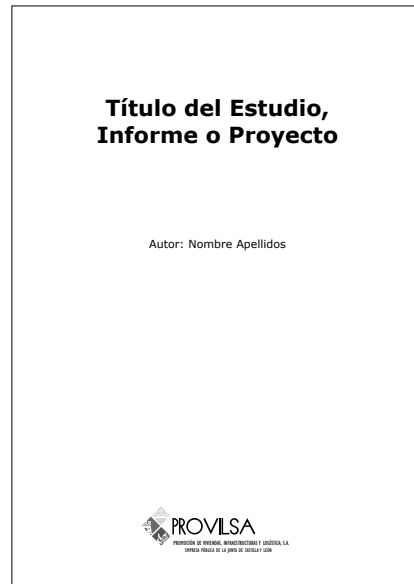 Título del Estudio,
Informe o Proyecto
Autor: Nombre Apellidos
PROVILSA
PROMOCIÓN DE VIVIENDAS, INFRAESTRUCTURAS Y LOGÍSTICA, S.A.
EMPRESA PÚBLICA DE LA JUNTA DE CASTILLA Y LEÓN